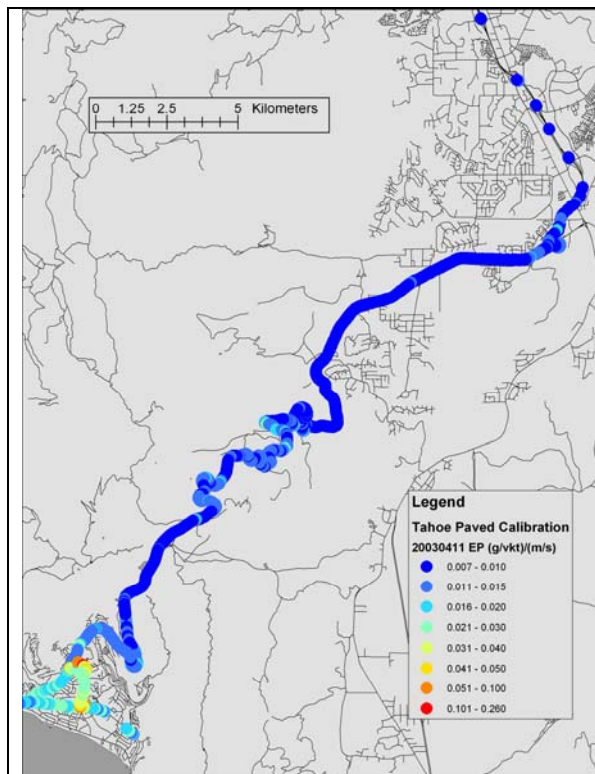 0 1.25 2.5 5 Kilometers
Legend
Tahoe Paved Calibration
20030411 EP (g/vkt)/(m/s)
0.007 - 0.010
0.011 - 0.015
0.016 - 0.020
0.021 - 0.030
0.031 - 0.040
0.041 - 0.050
0.051 - 0.100
0.101 - 0.260